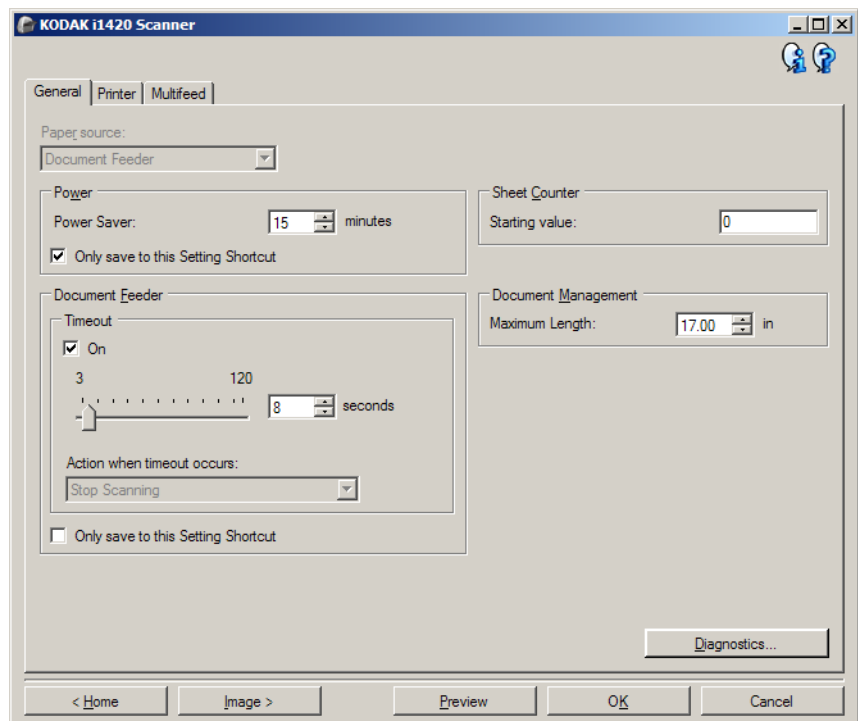 KODAK i1420 Scanner
General Printer Multifeed
Paper source:
Document Feeder
Power
Power Saver: 15 minutes
Only save to this Setting Shortcut
Sheet Counter
Starting value: 0
Document Feeder
Timeout
On
3 120
8 seconds
Action when timeout occurs:
Stop Scanning
Only save to this Setting Shortcut
Document Management
Maximum Length: 17.00 in
Diagnostics...
< Home Image > Preview OK Cancel